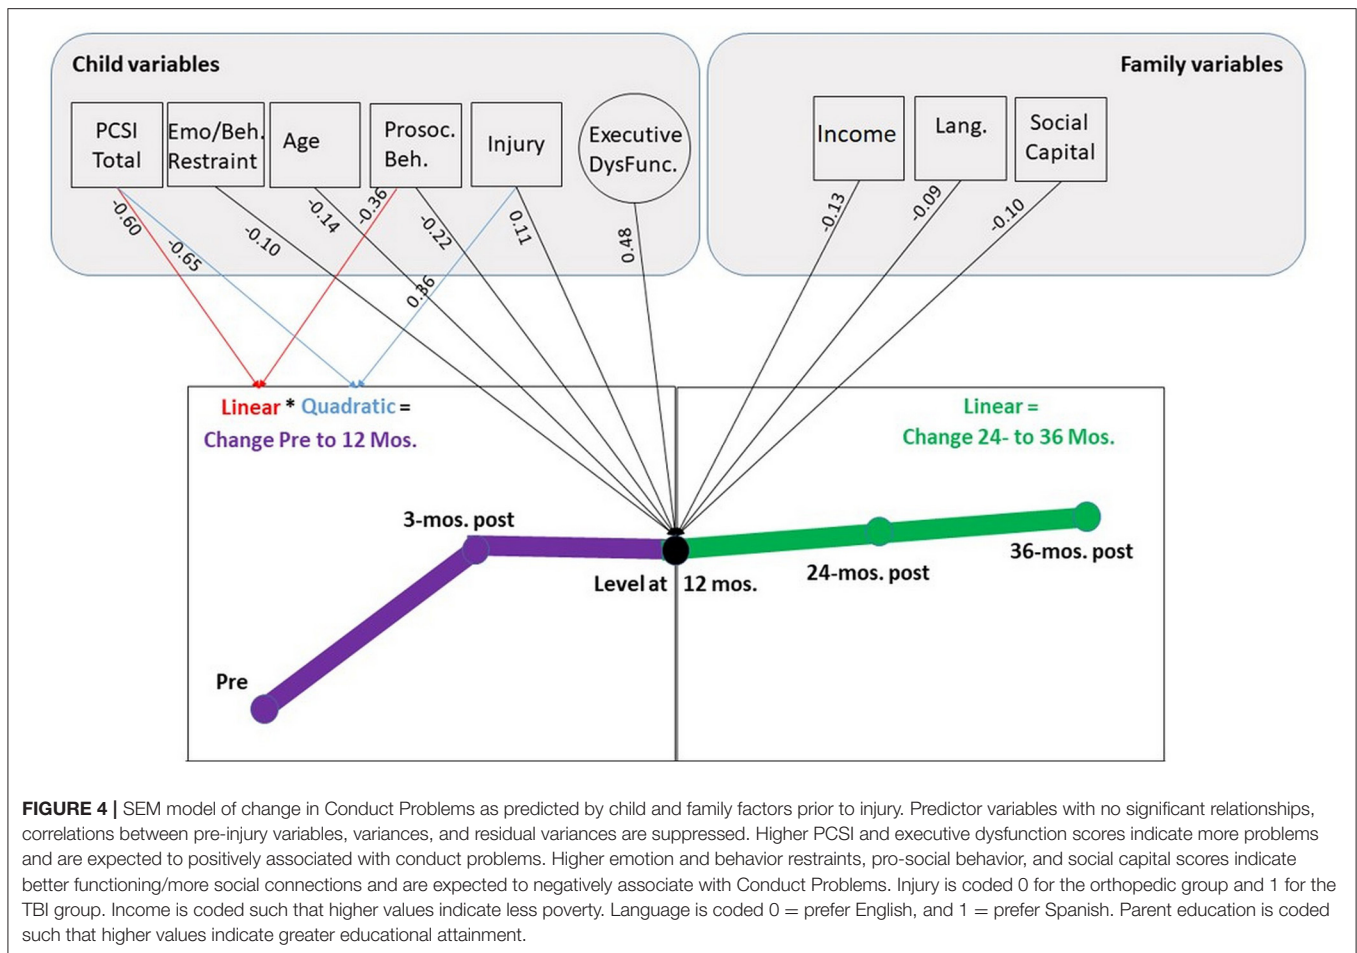 Child variables
Family variables
PCSI
Total
Emo/Beh.
Restraint
Age
Prosoc.
Beh.
Injury
Executive
DysFunc.
Income
Lang.
Social
Capital
-0.60
-0.65
-0.10
-0.14
-0.36
-0.22
0.36
0.11
0.48
-0.13
-0.09
-0.10
Linear * Quadratic =
Change Pre to 12 Mos.
Linear =
Change 24- to 36 Mos.
3-mos. post
Pre
Level at 12 mos.
24-mos. post
36-mos. post
FIGURE 4 | SEM model of change in Conduct Problems as predicted by child and family factors prior to injury. Predictor variables with no significant relationships,
correlations between pre-injury variables, variances, and residual variances are suppressed. Higher PCSI and executive dysfunction scores indicate more problems
and are expected to positively associated with conduct problems. Higher emotion and behavior restraints, pro-social behavior, and social capital scores indicate
better functioning/more social connections and are expected to negatively associate with Conduct Problems. Injury is coded 0 for the orthopedic group and 1 for the
TBI group. Income is coded such that higher values indicate less poverty. Language is coded 0 = prefer English, and 1 = prefer Spanish. Parent education is coded
such that higher values indicate greater educational attainment.